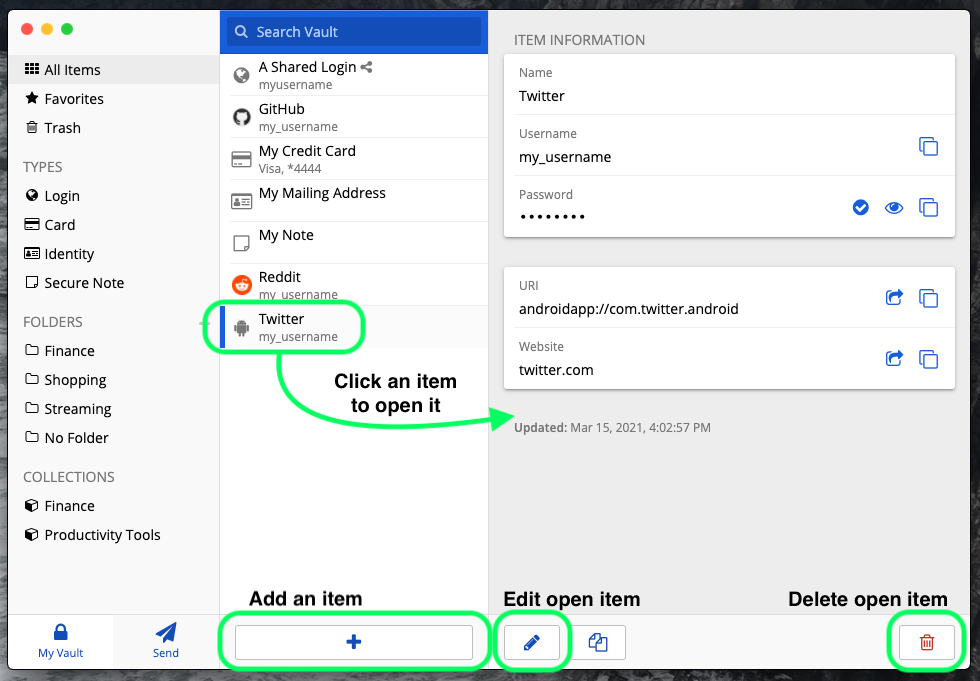 All Items
Favorites
Trash
TYPES
Login
Card
Identity
Secure Note
FOLDERS
Finance
Shopping
Streaming
No Folder
COLLECTIONS
Finance
Productivity Tools
My Vault
Send
Search Vault
A Shared Login
myusername
GitHub
my_username
My Credit Card
Visa, *4444
My Mailing Address
My Note
Reddit
my_username
Twitter
my_username
Click an item
to open it
Add an item
ITEM INFORMATION
Name
Twitter
Username
my_username
Password
••••••••
URI
androidapp://com.twitter.android
Website
twitter.com
Updated: Mar 15, 2021, 4:02:57 PM
Edit open item
Delete open item